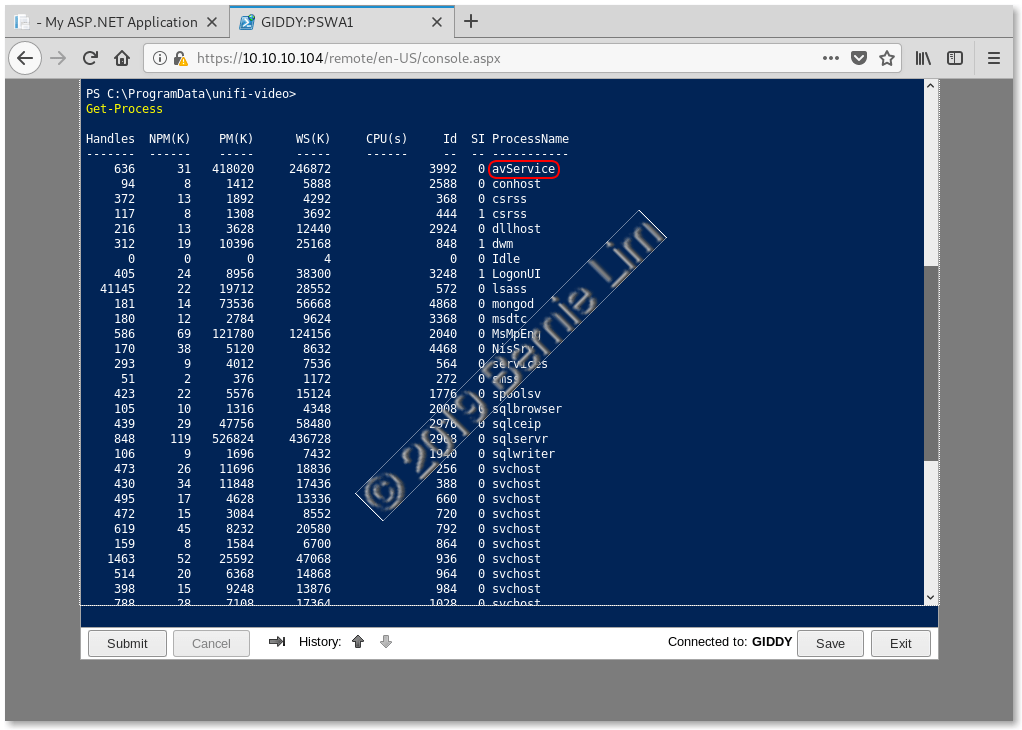 - My ASP.NET Application
GIDDY:PSWA1
https://10.10.10.104/remote/en-US/console.aspx
PS C:\ProgramData\unifi-video>
Get-Process
Handles NPM(K) PM(K) WS(K) CPU(s) Id SI ProcessName
------- ------ ----- ----- ------ -- -- -----------
636 31 418020 246872 3992 0 avService
94 8 1412 5888 2588 0 conhost
372 13 1892 4292 368 0 csrss
117 8 1308 3692 444 1 csrss
216 13 3628 12440 2924 0 dllhost
312 19 10396 25168 848 1 dwm
0 0 0 4 0 0 Idle
405 24 8956 38300 3248 1 LogonUI
41145 22 19712 28552 572 0 lsass
181 14 73536 56668 4868 0 mongod
180 12 2784 9624 3368 0 msdtc
586 69 121780 124156 2040 0 MsMpEng
170 38 5120 8632 4468 0 NisSrv
293 9 4012 7536 564 0 services
51 2 376 1172 272 0 smss
423 22 5576 15124 1776 0 spoolsv
105 10 1316 4348 2008 0 sqlbrowser
439 29 47756 58480 2976 0 sqlceip
848 119 526824 436728 2968 0 sqlservr
106 9 1696 7432 1940 0 sqlwriter
473 26 11696 18836 256 0 svchost
430 34 11848 17436 388 0 svchost
495 17 4628 13336 660 0 svchost
472 15 3084 8552 720 0 svchost
619 45 8232 20580 792 0 svchost
159 8 1584 6700 864 0 svchost
1463 52 25592 47068 936 0 svchost
514 20 6368 14868 964 0 svchost
398 15 9248 13876 984 0 svchost
788 28 7108 17364 1028 0 svchost
© 2019 Bernie Lim
Submit Cancel History: Connected to: GIDDY Save Exit